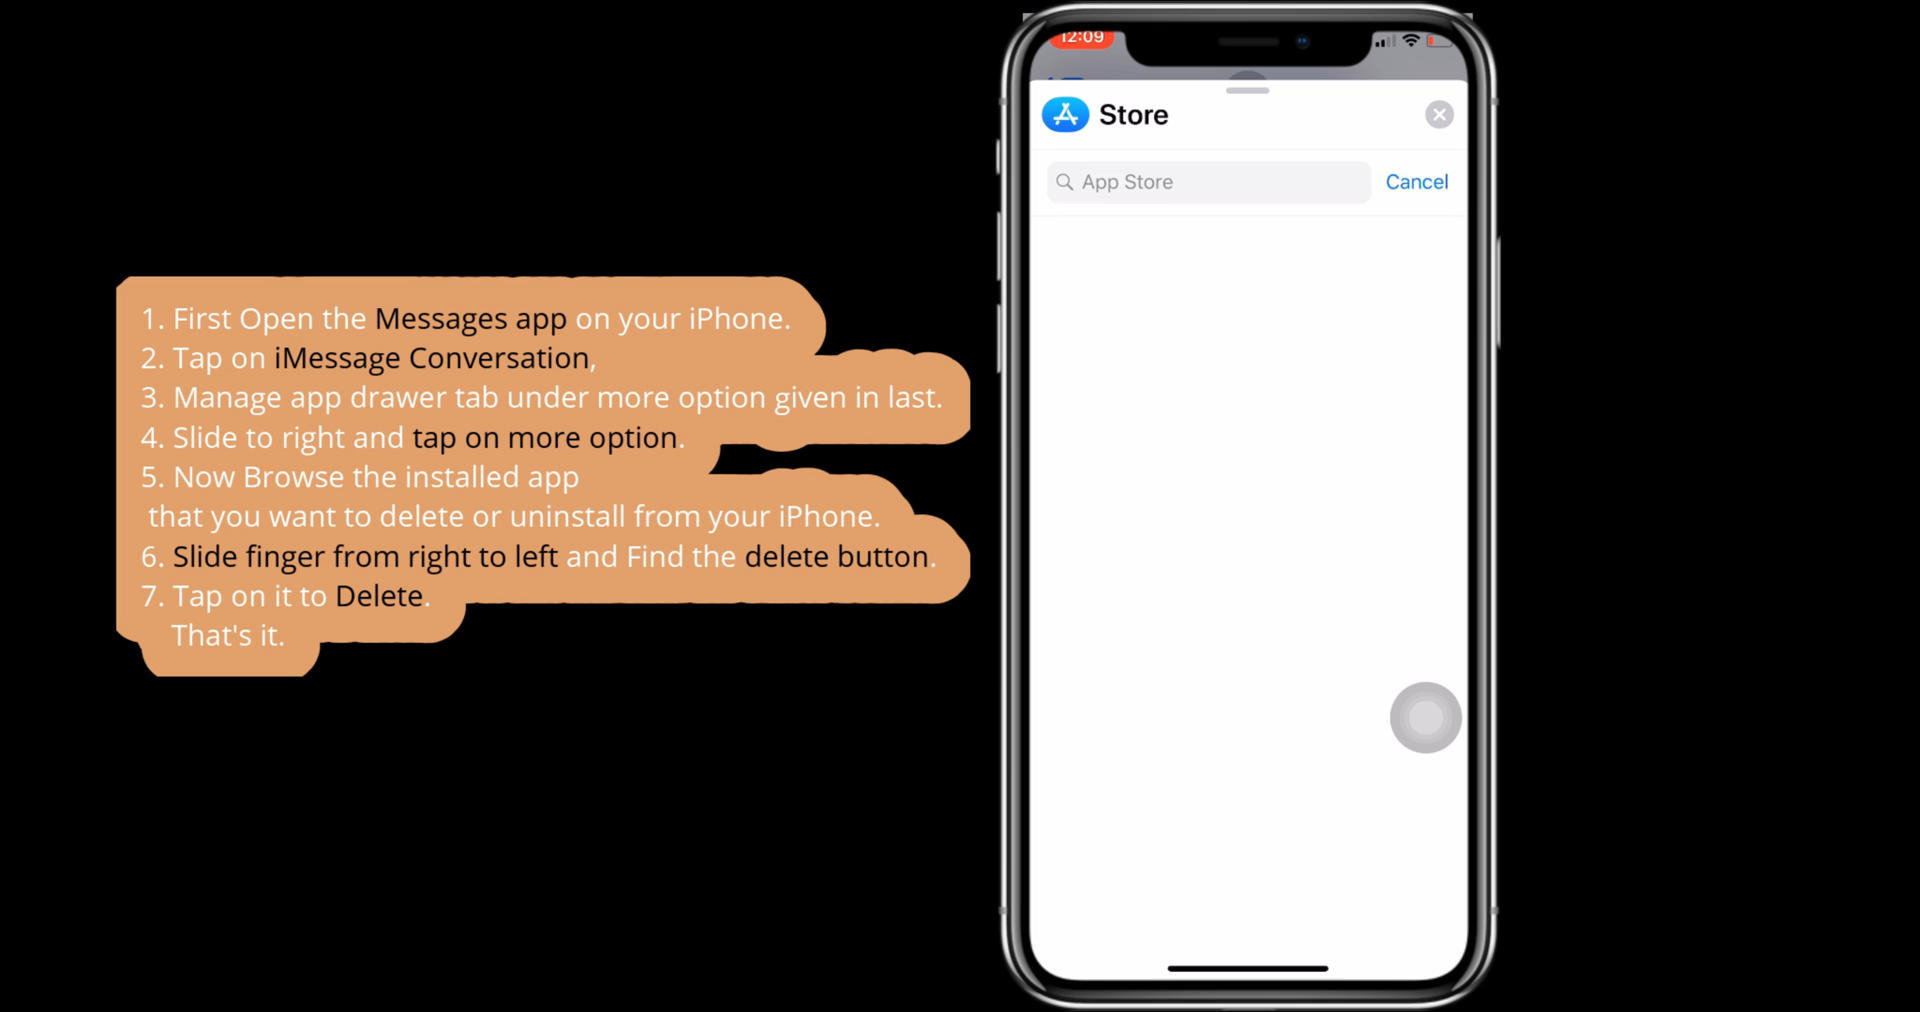 1. First Open the Messages app on your iPhone.
2. Tap on iMessage Conversation,
3. Manage app drawer tab under more option given in last.
4. Slide to right and tap on more option.
5. Now Browse the installed app
that you want to delete or uninstall from your iPhone.
6. Slide finger from right to left and Find the delete button.
7. Tap on it to Delete.
That's it.
12:09
Store
App Store
Cancel